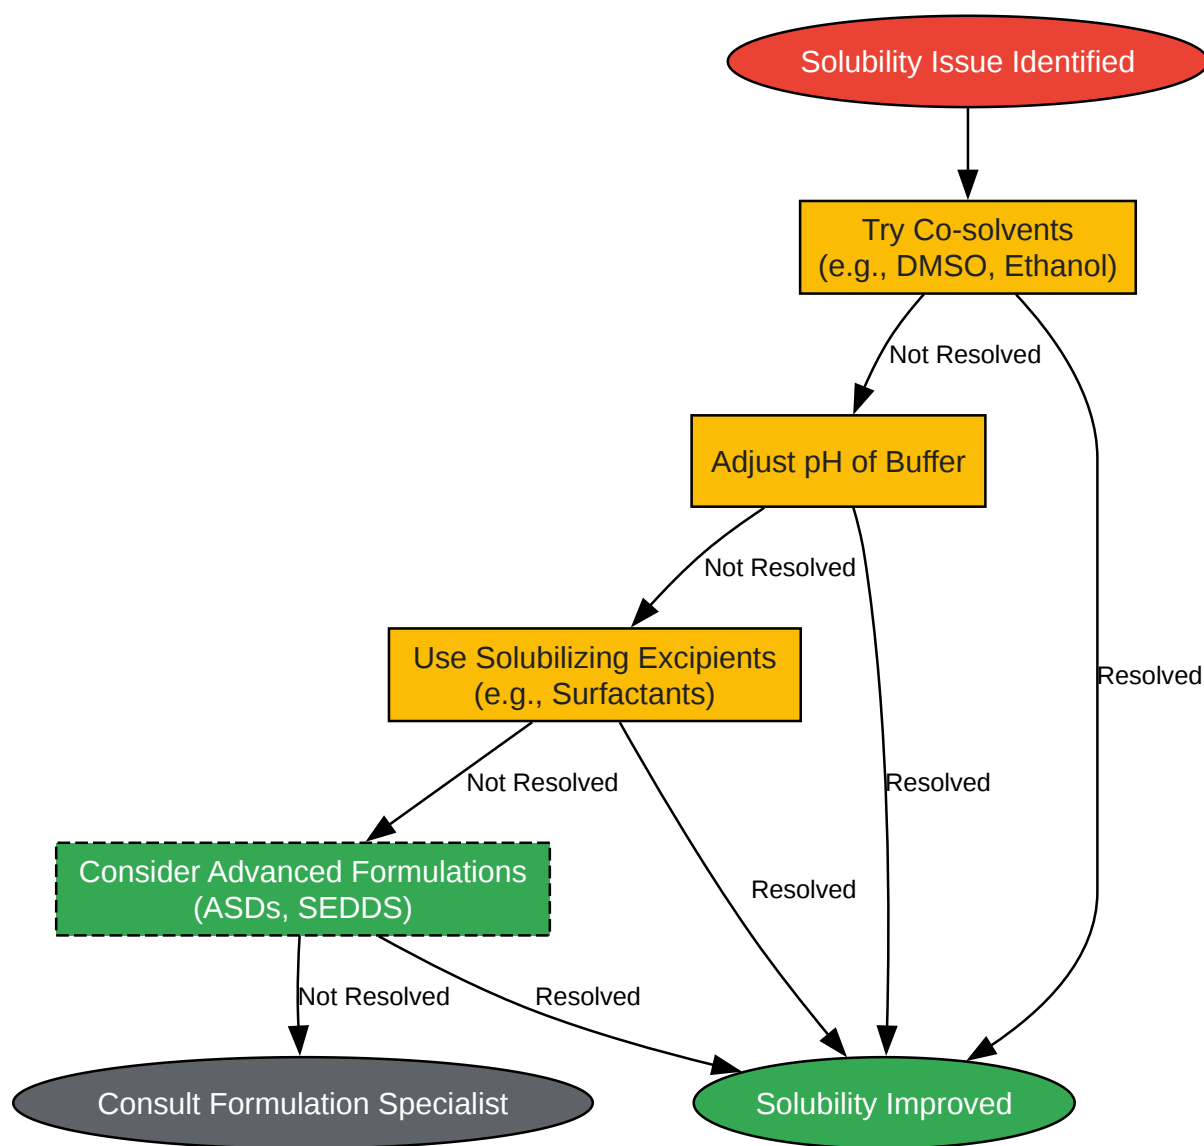 Solubility Issue Identified
Try Co-solvents
(e.g., DMSO, Ethanol)
Not Resolved
Adjust pH of Buffer
Not Resolved
Use Solubilizing Excipients
(e.g., Surfactants)
Resolved
Not Resolved
Resolved
Consider Advanced Formulations
(ASDs, SEDDS)
Resolved
Not Resolved
Resolved
Consult Formulation Specialist
Solubility Improved